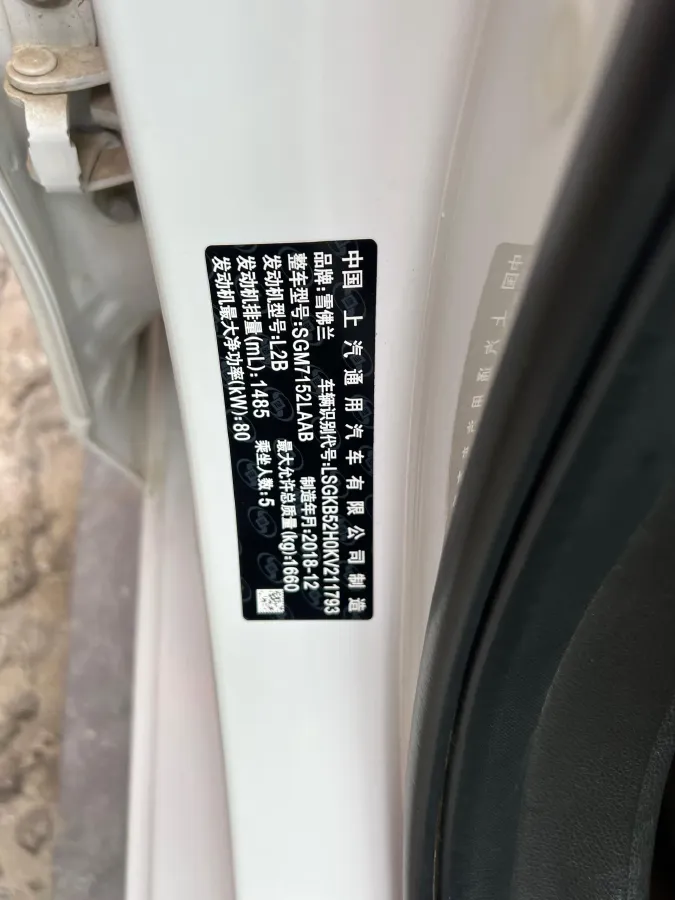 中国 上汽通用汽车有限公司制造
品牌:雪佛兰 车辆识别代号:LSGKB52H0KV211793
整车型号:SGM7152LAAB 制造年月:2018-12
发动机型号:L2B 最大允许总质量(kg):1660
发动机排量(mL):1485 乘坐人数:5
发动机最大净功率(kW):80